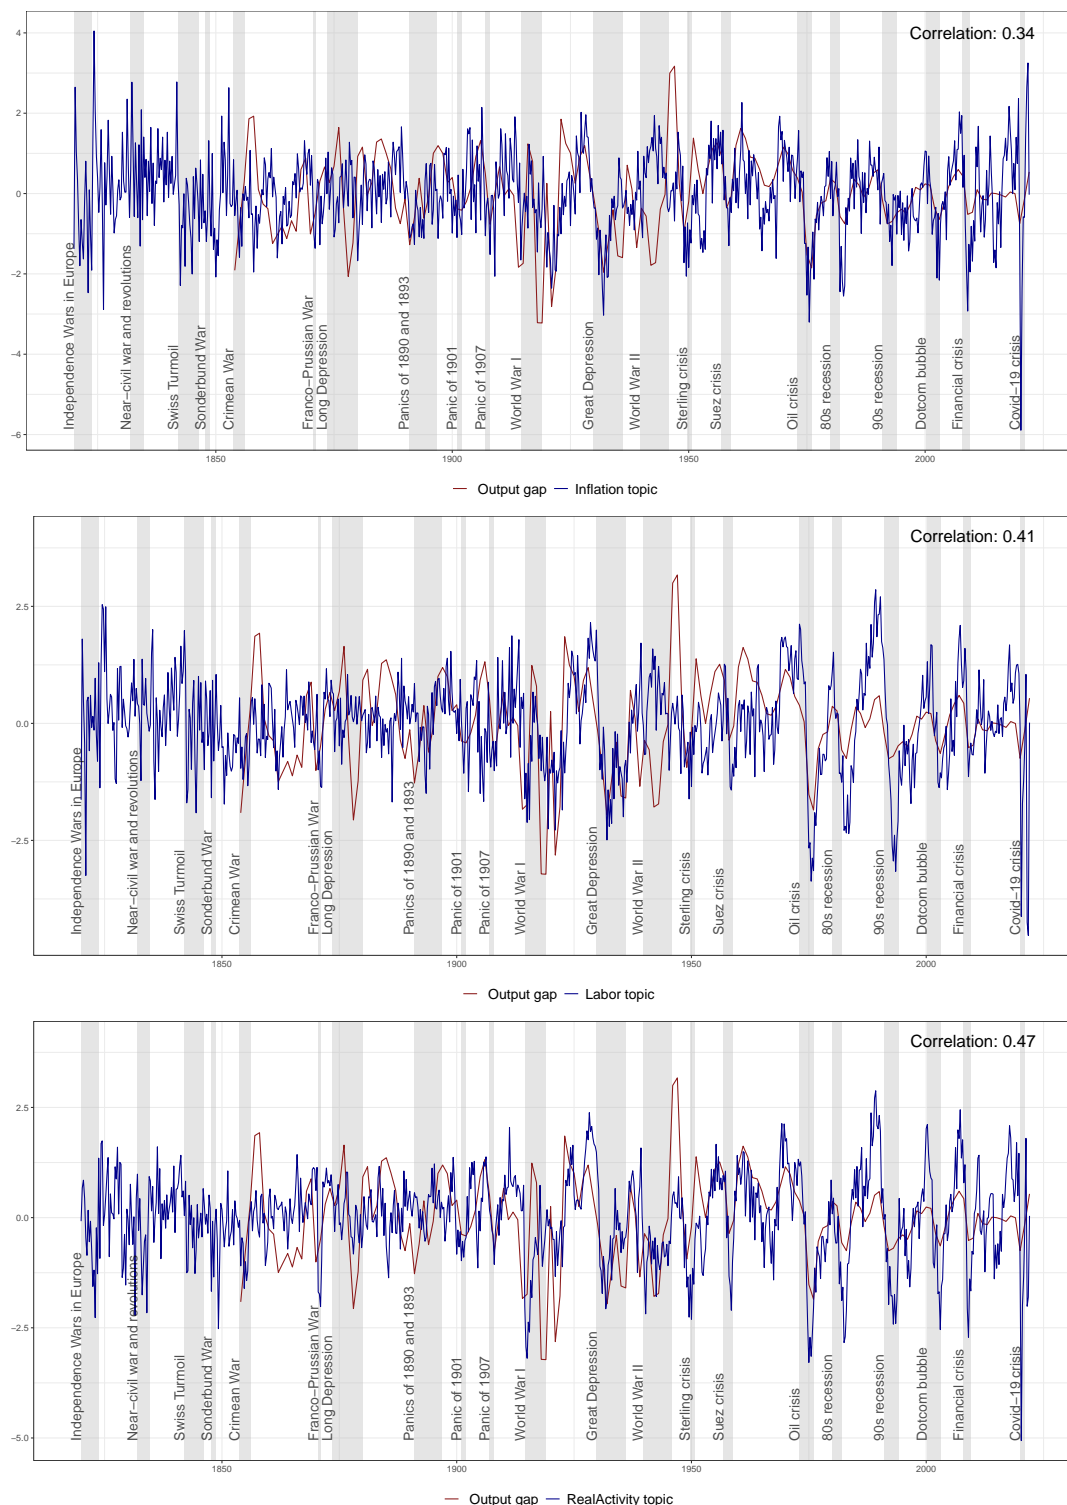 Correlation: 0.34
4
2
0
−2
−4
−6
Independence Wars in Europe
Near−civil war and revolutions
Swiss Turmoil
Sonderbund War
Crimean War
Franco−Prussian War
Long Depression
Panics of 1890 and 1893
Panic of 1901
Panic of 1907
World War I
Great Depression
World War II
Sterling crisis
Suez crisis
Oil crisis
80s recession
90s recession
Dotcom bubble
Financial crisis
Covid−19 crisis
1850 1900 1950 2000
Output gap Inflation topic
Correlation: 0.41
2.5
0.0
−2.5
Independence Wars in Europe
Near−civil war and revolutions
Swiss Turmoil
Sonderbund War
Crimean War
Franco−Prussian War
Long Depression
Panics of 1890 and 1893
Panic of 1901
Panic of 1907
World War I
Great Depression
World War II
Sterling crisis
Suez crisis
Oil crisis
80s recession
90s recession
Dotcom bubble
Financial crisis
Covid−19 crisis
1850 1900 1950 2000
Output gap Labor topic
Correlation: 0.47
2.5
0.0
−2.5
−5.0
Independence Wars in Europe
Near−civil war and revolutions
Swiss Turmoil
Sonderbund War
Crimean War
Franco−Prussian War
Long Depression
Panics of 1890 and 1893
Panic of 1901
Panic of 1907
World War I
Great Depression
World War II
Sterling crisis
Suez crisis
Oil crisis
80s recession
90s recession
Dotcom bubble
Financial crisis
Covid−19 crisis
1850 1900 1950 2000
Output gap RealActivity topic